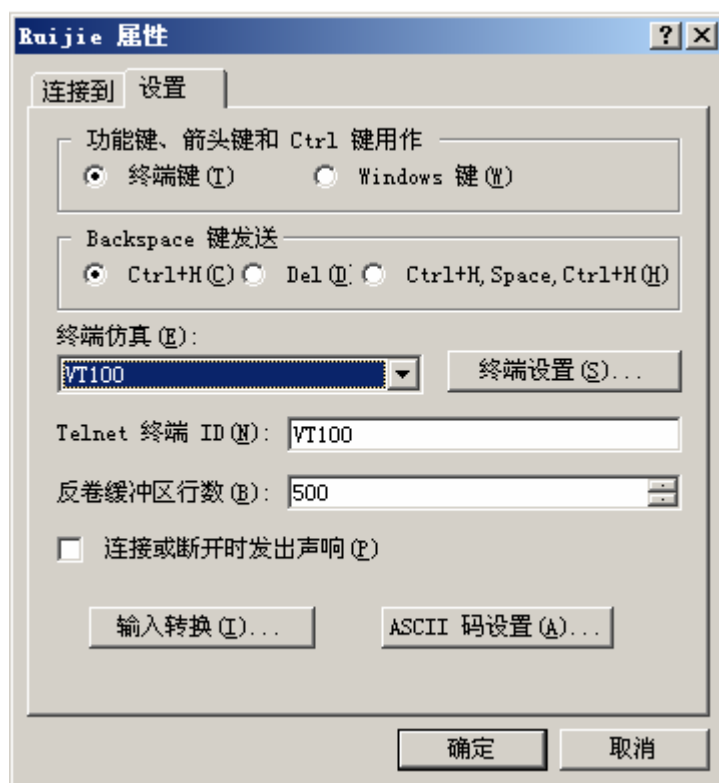 Ruijie 属性
连接到 设置
功能键、箭头键和 Ctrl 键用作
终端键(T) Windows 键(W)
Backspace 键发送
Ctrl+H(C) Del(D) Ctrl+H,Space,Ctrl+H(H)
终端仿真(E):
VT100 终端设置(S)...
Telnet 终端 ID(N): VT100
反卷缓冲区行数(B): 500
连接或断开时发出声响(P)
输入转换(I)... ASCII 码设置(A)...
确定 取消